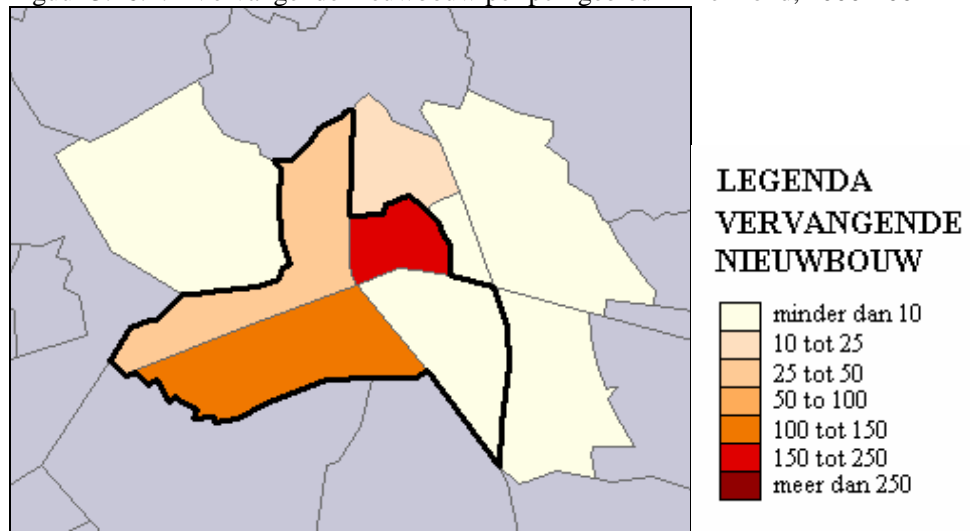 LEGENDA
VERVANGENDE
NIEUWBOUW
minder dan 10
10 tot 25
25 tot 50
50 to 100
100 tot 150
150 tot 250
meer dan 250